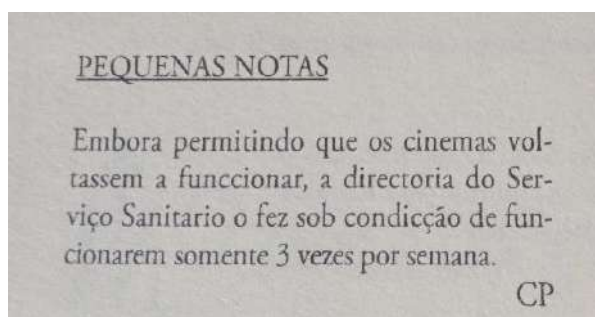 PEQUENAS NOTAS
Embora permitindo que os cinemas vol-
tassem a funccionar, a directoria do Ser-
viço Sanitario o fez sob condicção de fun-
cionarem somente 3 vezes por semana.
CP